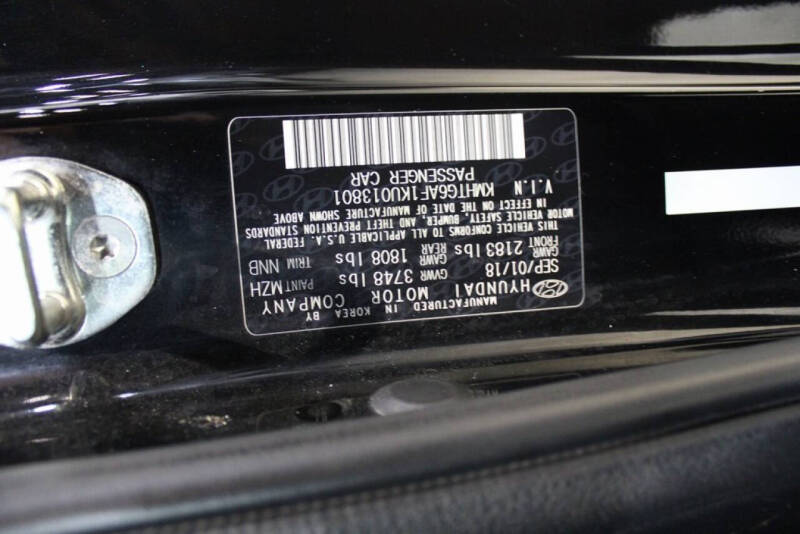 MANUFACTURED IN KOREA BY
HYUNDAI MOTOR COMPANY
SEP/01/18 GVWR 3748 lbs PAINT MZH
GAWR FRONT 2183 lbs GAWR REAR 1808 lbs TRIM NNB
THIS VEHICLE CONFORMS TO ALL APPLICABLE U.S.A. FEDERAL
MOTOR VEHICLE SAFETY, BUMPER, AND THEFT PREVENTION STANDARDS
IN EFFECT ON THE DATE OF MANUFACTURE SHOWN ABOVE
V.I.N KMHTG6AF1KU013801
PASSENGER CAR